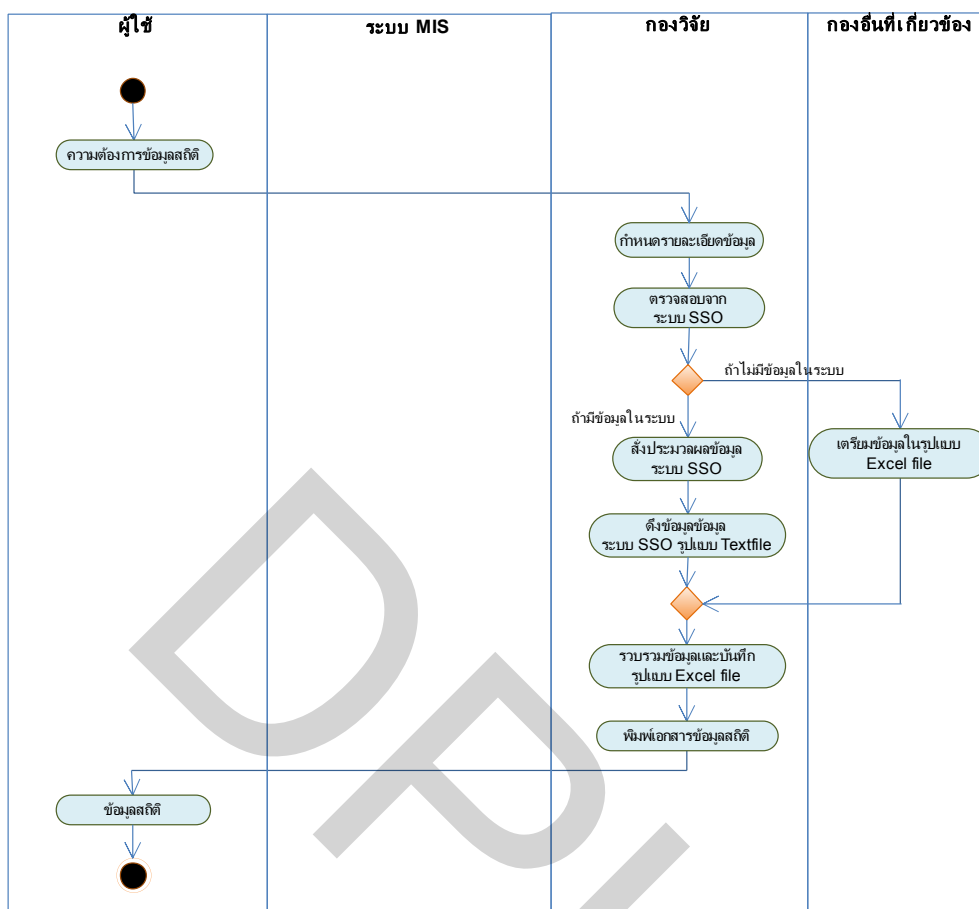 ผู้ใช้
ระบบ MIS
กองวิจัย
กองอื่นที่เกี่ยวข้อง
ความต้องการข้อมูลสถิติ
กำหนดรายละเอียดข้อมูล
ตรวจสอบจาก
ระบบ SSO
ถ้าไม่มีข้อมูลในระบบ
ถ้ามีข้อมูลในระบบ
สั่งประมวลผลข้อมูล
ระบบ SSO
เตรียมข้อมูลในรูปแบบ
Excel file
ดึงข้อมูลข้อมูล
ระบบ SSO รูปแบบ Textfile
รวบรวมข้อมูลและบันทึก
รูปแบบ Excel file
พิมพ์เอกสารข้อมูลสถิติ
ข้อมูลสถิติ